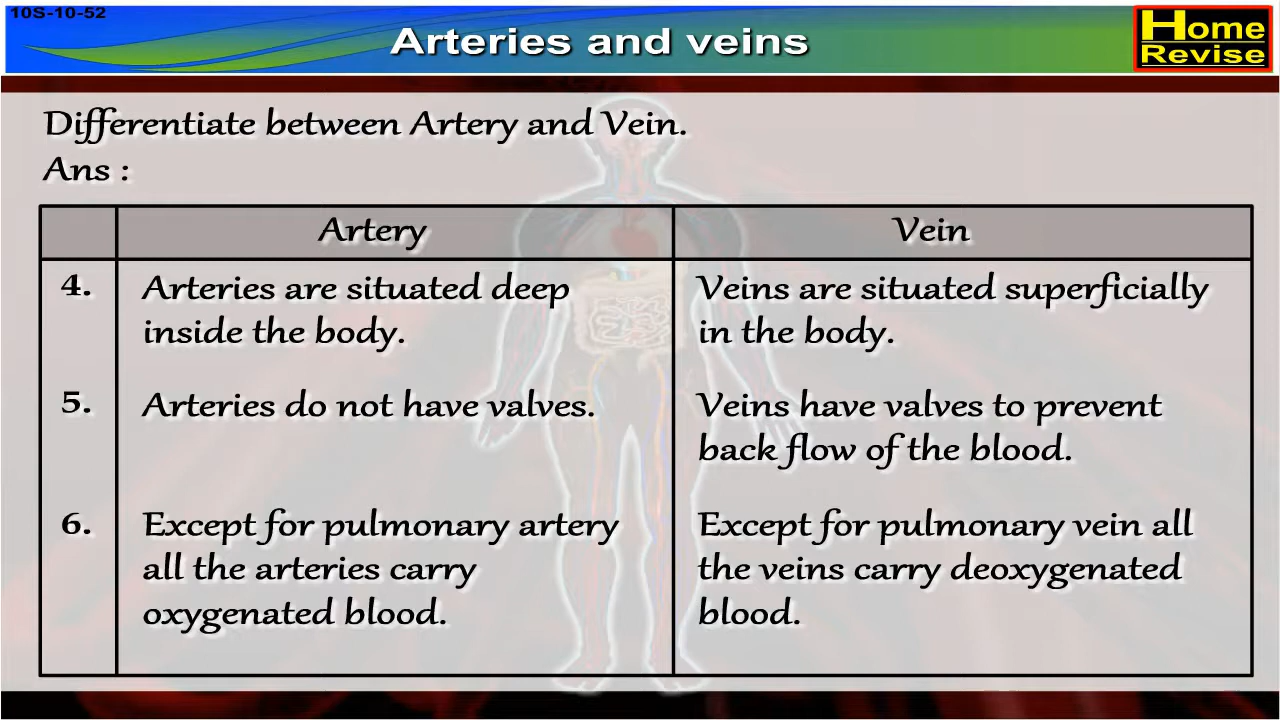 10S-10-52
Arteries and veins
Home
Revise
Differentiate between Artery and Vein.
Ans :
Artery
Vein
4.
Arteries are situated deep
inside the body.
Veins are situated superficially
in the body.
5.
Arteries do not have valves.
Veins have valves to prevent
back flow of the blood.
6.
Except for pulmonary artery
all the arteries carry
oxygenated blood.
Except for pulmonary vein all
the veins carry deoxygenated
blood.